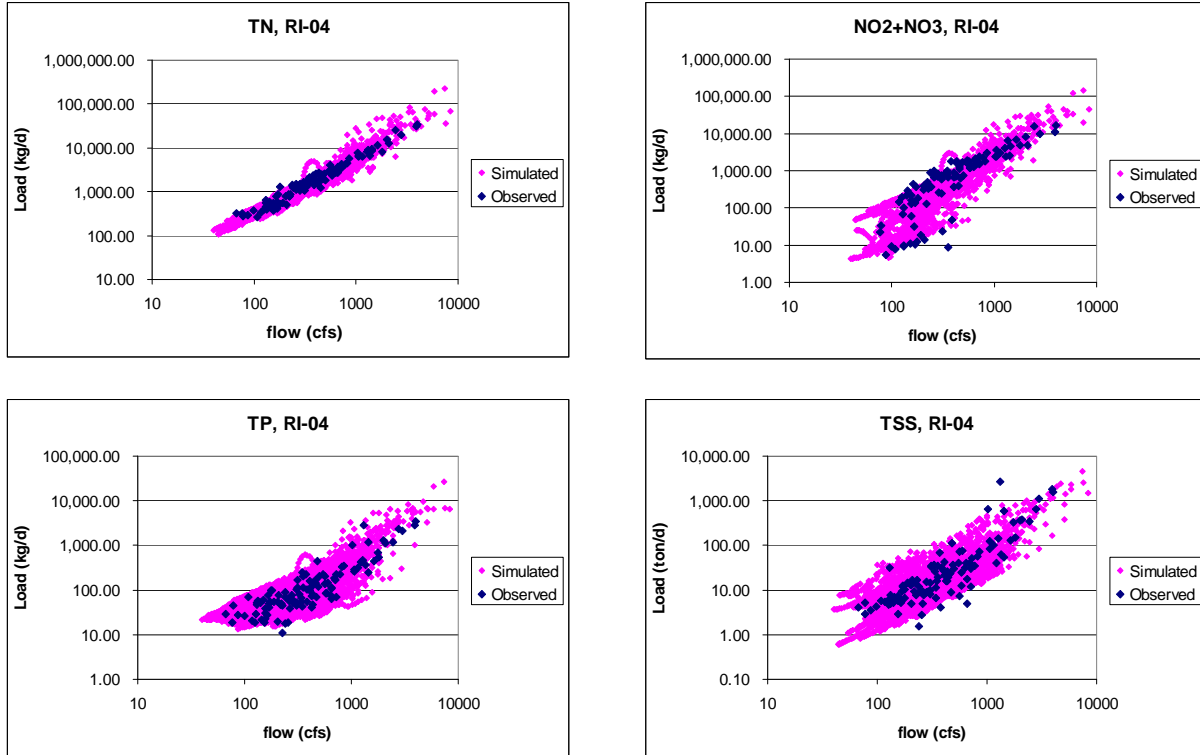 TN, RI-04
Load (kg/d)
1,000,000.00
100,000.00
10,000.00
1,000.00
100.00
10.00
10 100 1000 10000
flow (cfs)
Simulated
Observed
NO2+NO3, RI-04
Load (kg/d)
1,000,000.00
100,000.00
10,000.00
1,000.00
100.00
10.00
1.00
10 100 1000 10000
flow (cfs)
Simulated
Observed
TP, RI-04
Load (kg/d)
100,000.00
10,000.00
1,000.00
100.00
10.00
1.00
10 100 1000 10000
flow (cfs)
Simulated
Observed
TSS, RI-04
Load (ton/d)
10,000.00
1,000.00
100.00
10.00
1.00
0.10
10 100 1000 10000
flow (cfs)
Simulated
Observed